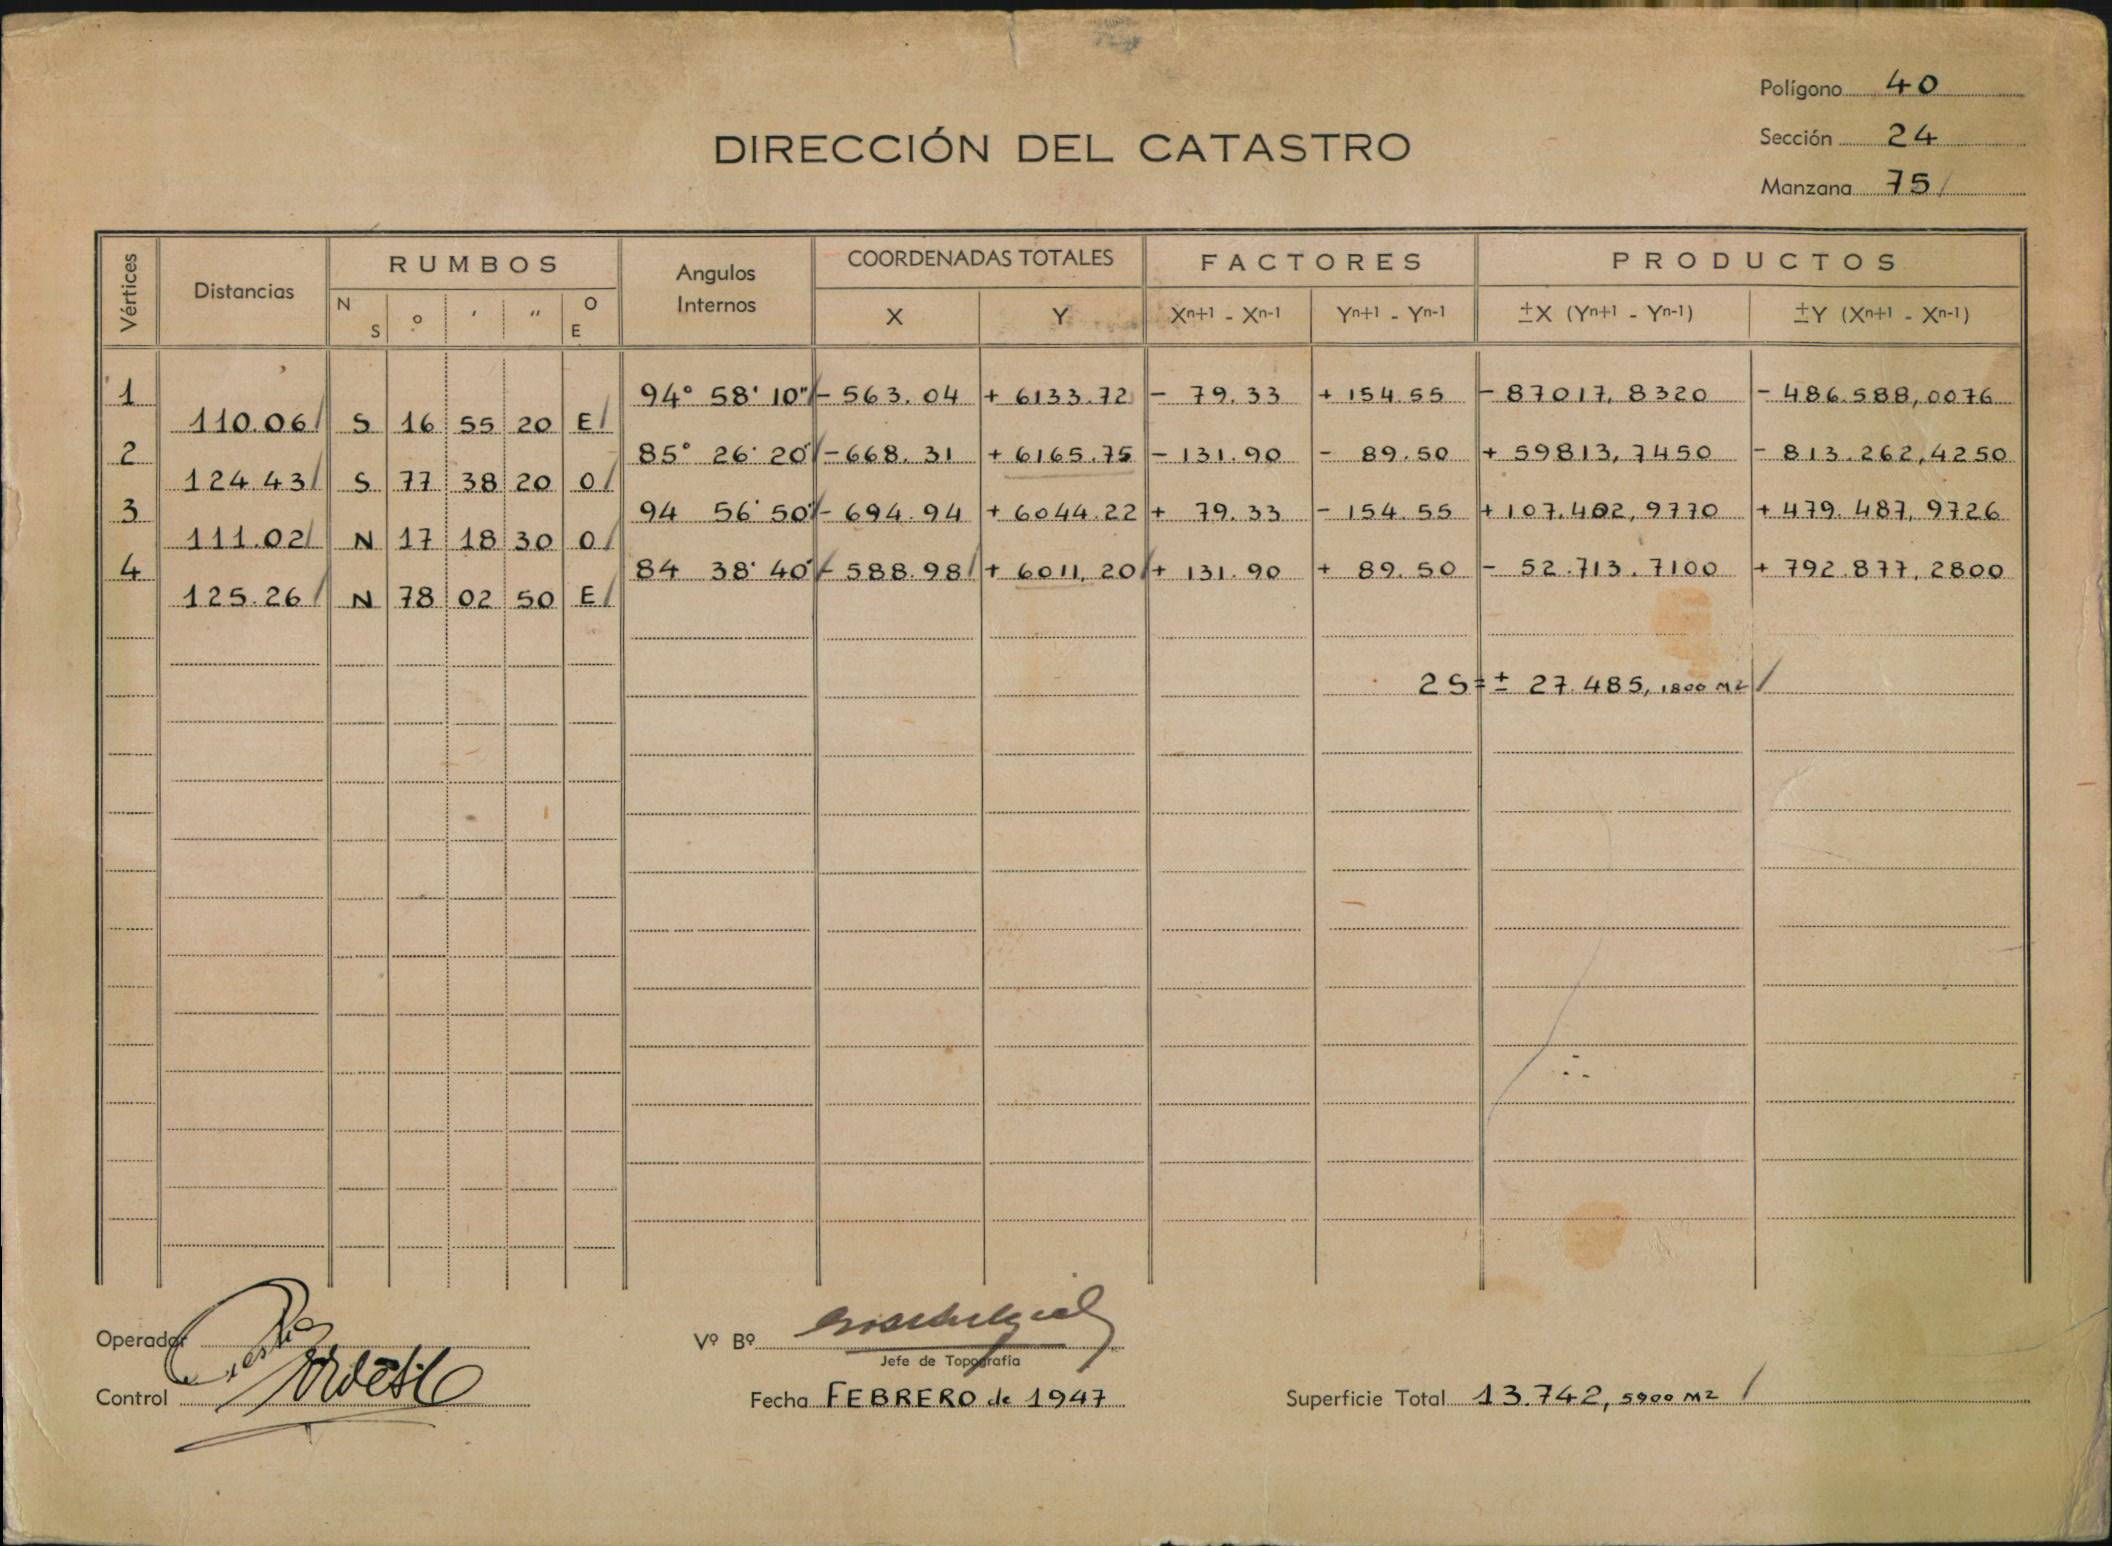 Polígono 40
DIRECCIÓN DEL CATASTRO
Sección 24
Manzana 75
Vértices Distancias RUMBOS Angulos Internos COORDENADAS TOTALES FACTORES PRODUCTOS
N S ° ' " O E X Y Xn+1 - Xn-1 Yn+1 - Yn-1 ±X (Yn+1 - Yn-1) ±Y (Xn+1 - Xn-1)
1 94° 58' 10" - 563.04 + 6133.72 - 79.33 + 154.55 - 87017,8320 - 486.588,0076
110.06 S 16 55 20 E
2 85° 26' 20" - 668.31 + 6165.75 - 131.90 - 89.50 + 59813,7450 - 813.262,4250
124.43 S 77 38 20 O
3 94 56' 50" - 694.94 + 6044.22 + 79.33 - 154.55 + 107.402,9770 + 479.487,9726
111.02 N 17 18 30 O
4 84 38' 40" - 588.98 + 6011,20 + 131.90 + 89.50 - 52.713.7100 + 792.877,2800
125.26 N 78 02 50 E
2S = ± 27.485,1800 M2
Operador
Vº Bº
Jefe de Topografía
Control
Fecha FEBRERO de 1947
Superficie Total 13.742,5900 M2